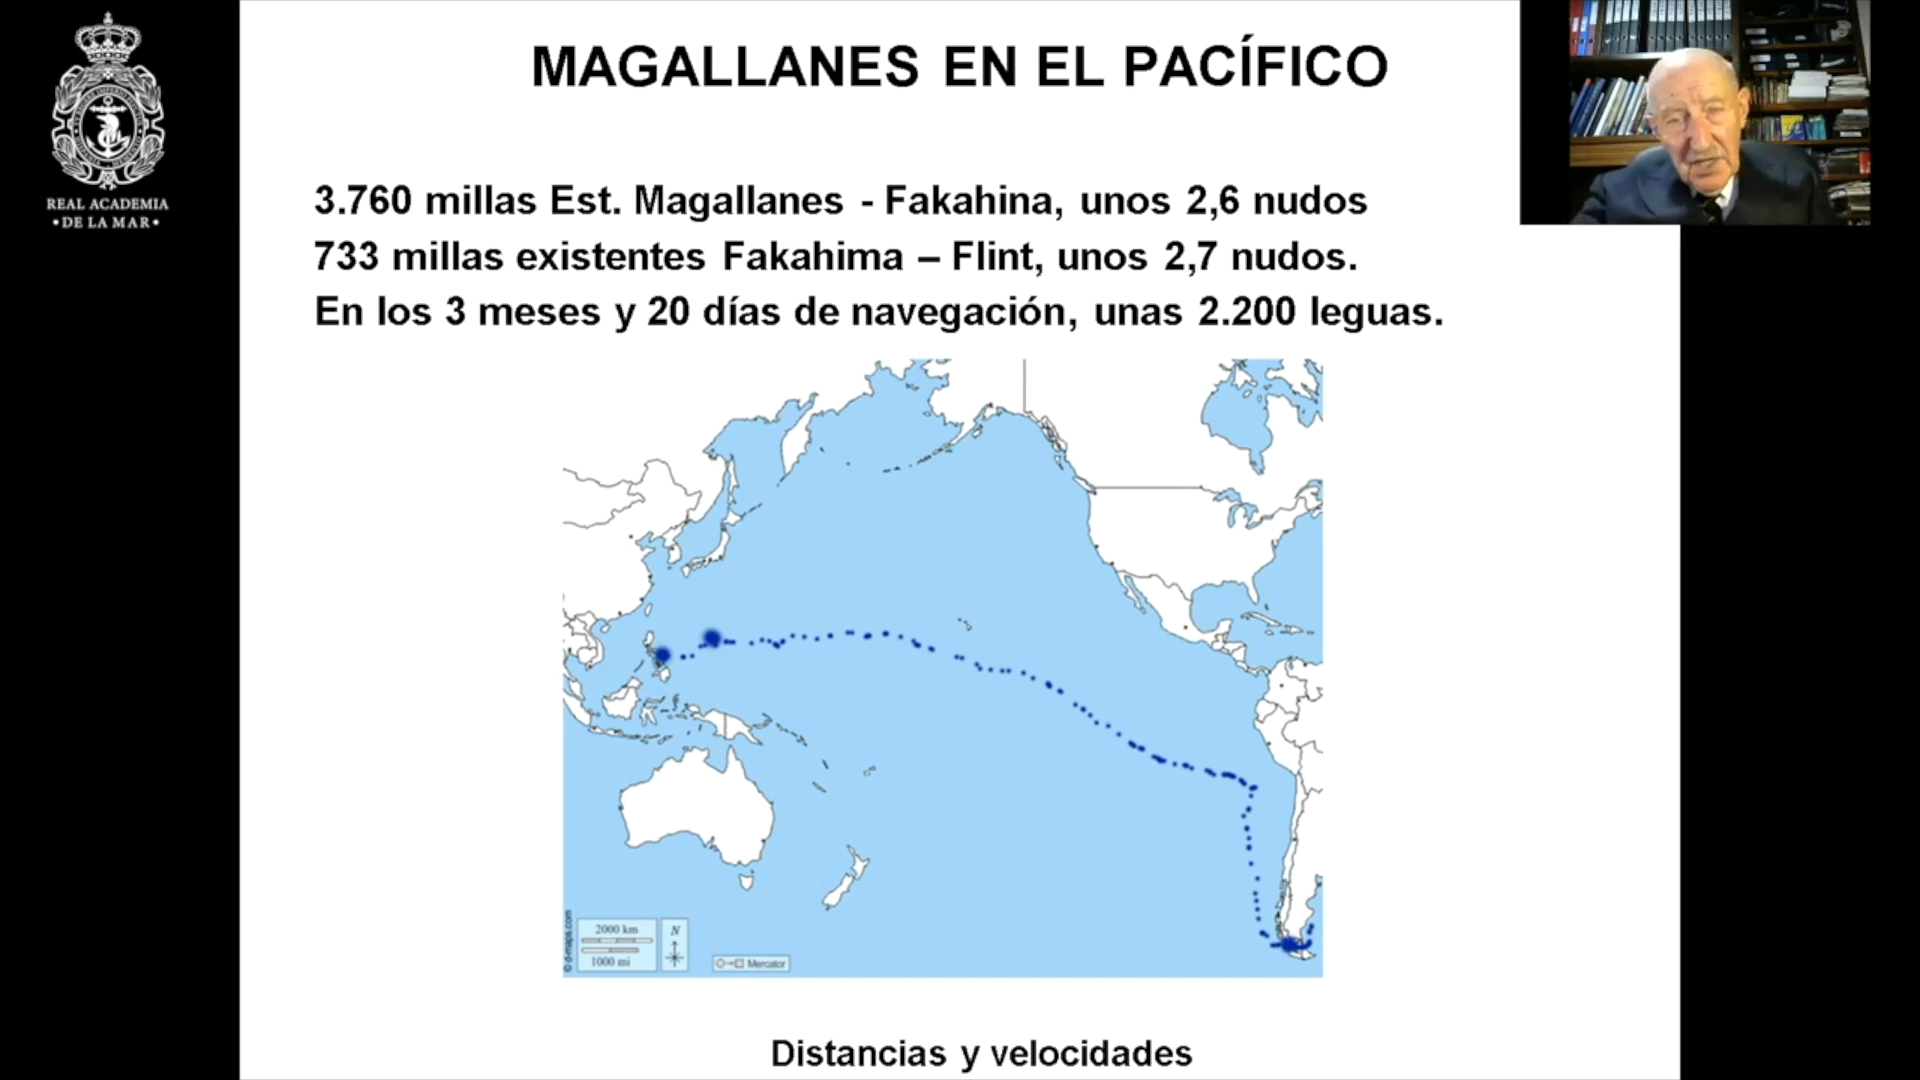 MAGALLANES EN EL PACÍFICO
REAL ACADEMIA
• DE LA MAR •
3.760 millas Est. Magallanes - Fakahina, unos 2,6 nudos
733 millas existentes Fakahima – Flint, unos 2,7 nudos.
En los 3 meses y 20 días de navegación, unas 2.200 leguas.
© d-maps.com
2000 km
1000 mi
N
Mercator
Distancias y velocidades